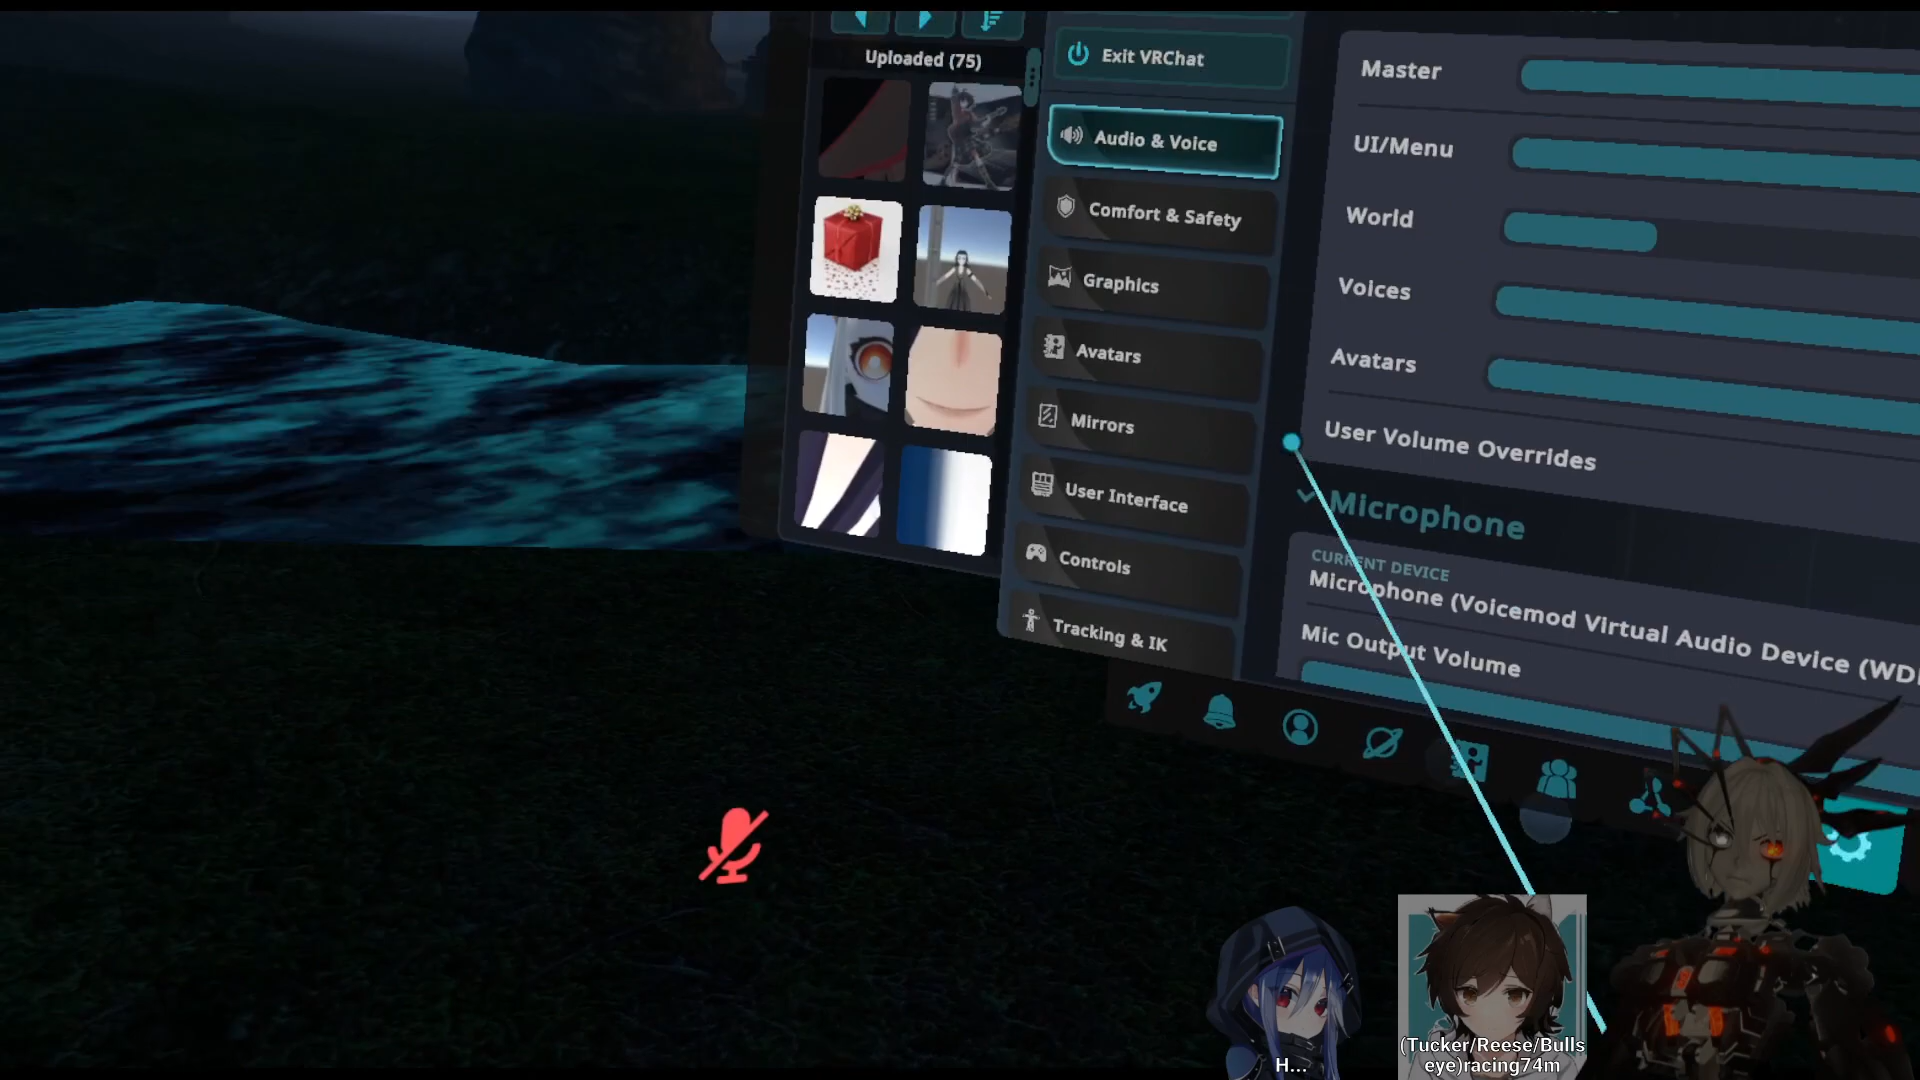 Uploaded (75)
Exit VRChat
Audio & Voice
Comfort & Safety
Graphics
Avatars
Mirrors
User Interface
Controls
Tracking & IK
Master
UI/Menu
World
Voices
Avatars
User Volume Overrides
Microphone
CURRENT DEVICE
Microphone (Voicemod Virtual Audio Device (WD
Mic Output Volume
H...
(Tucker/Reese/Bulls
eye)racing74m